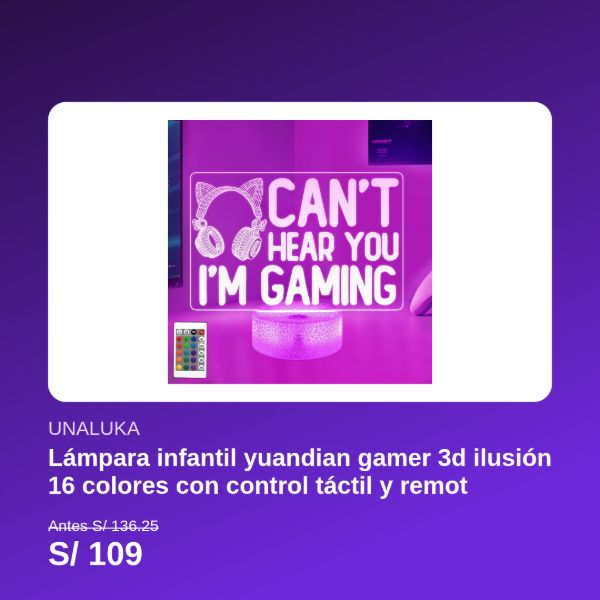 CAN'T
HEAR YOU
I'M GAMING
UNALUKA
Lámpara infantil yuandian gamer 3d ilusión
16 colores con control táctil y remot
Antes S/ 136.25
S/ 109